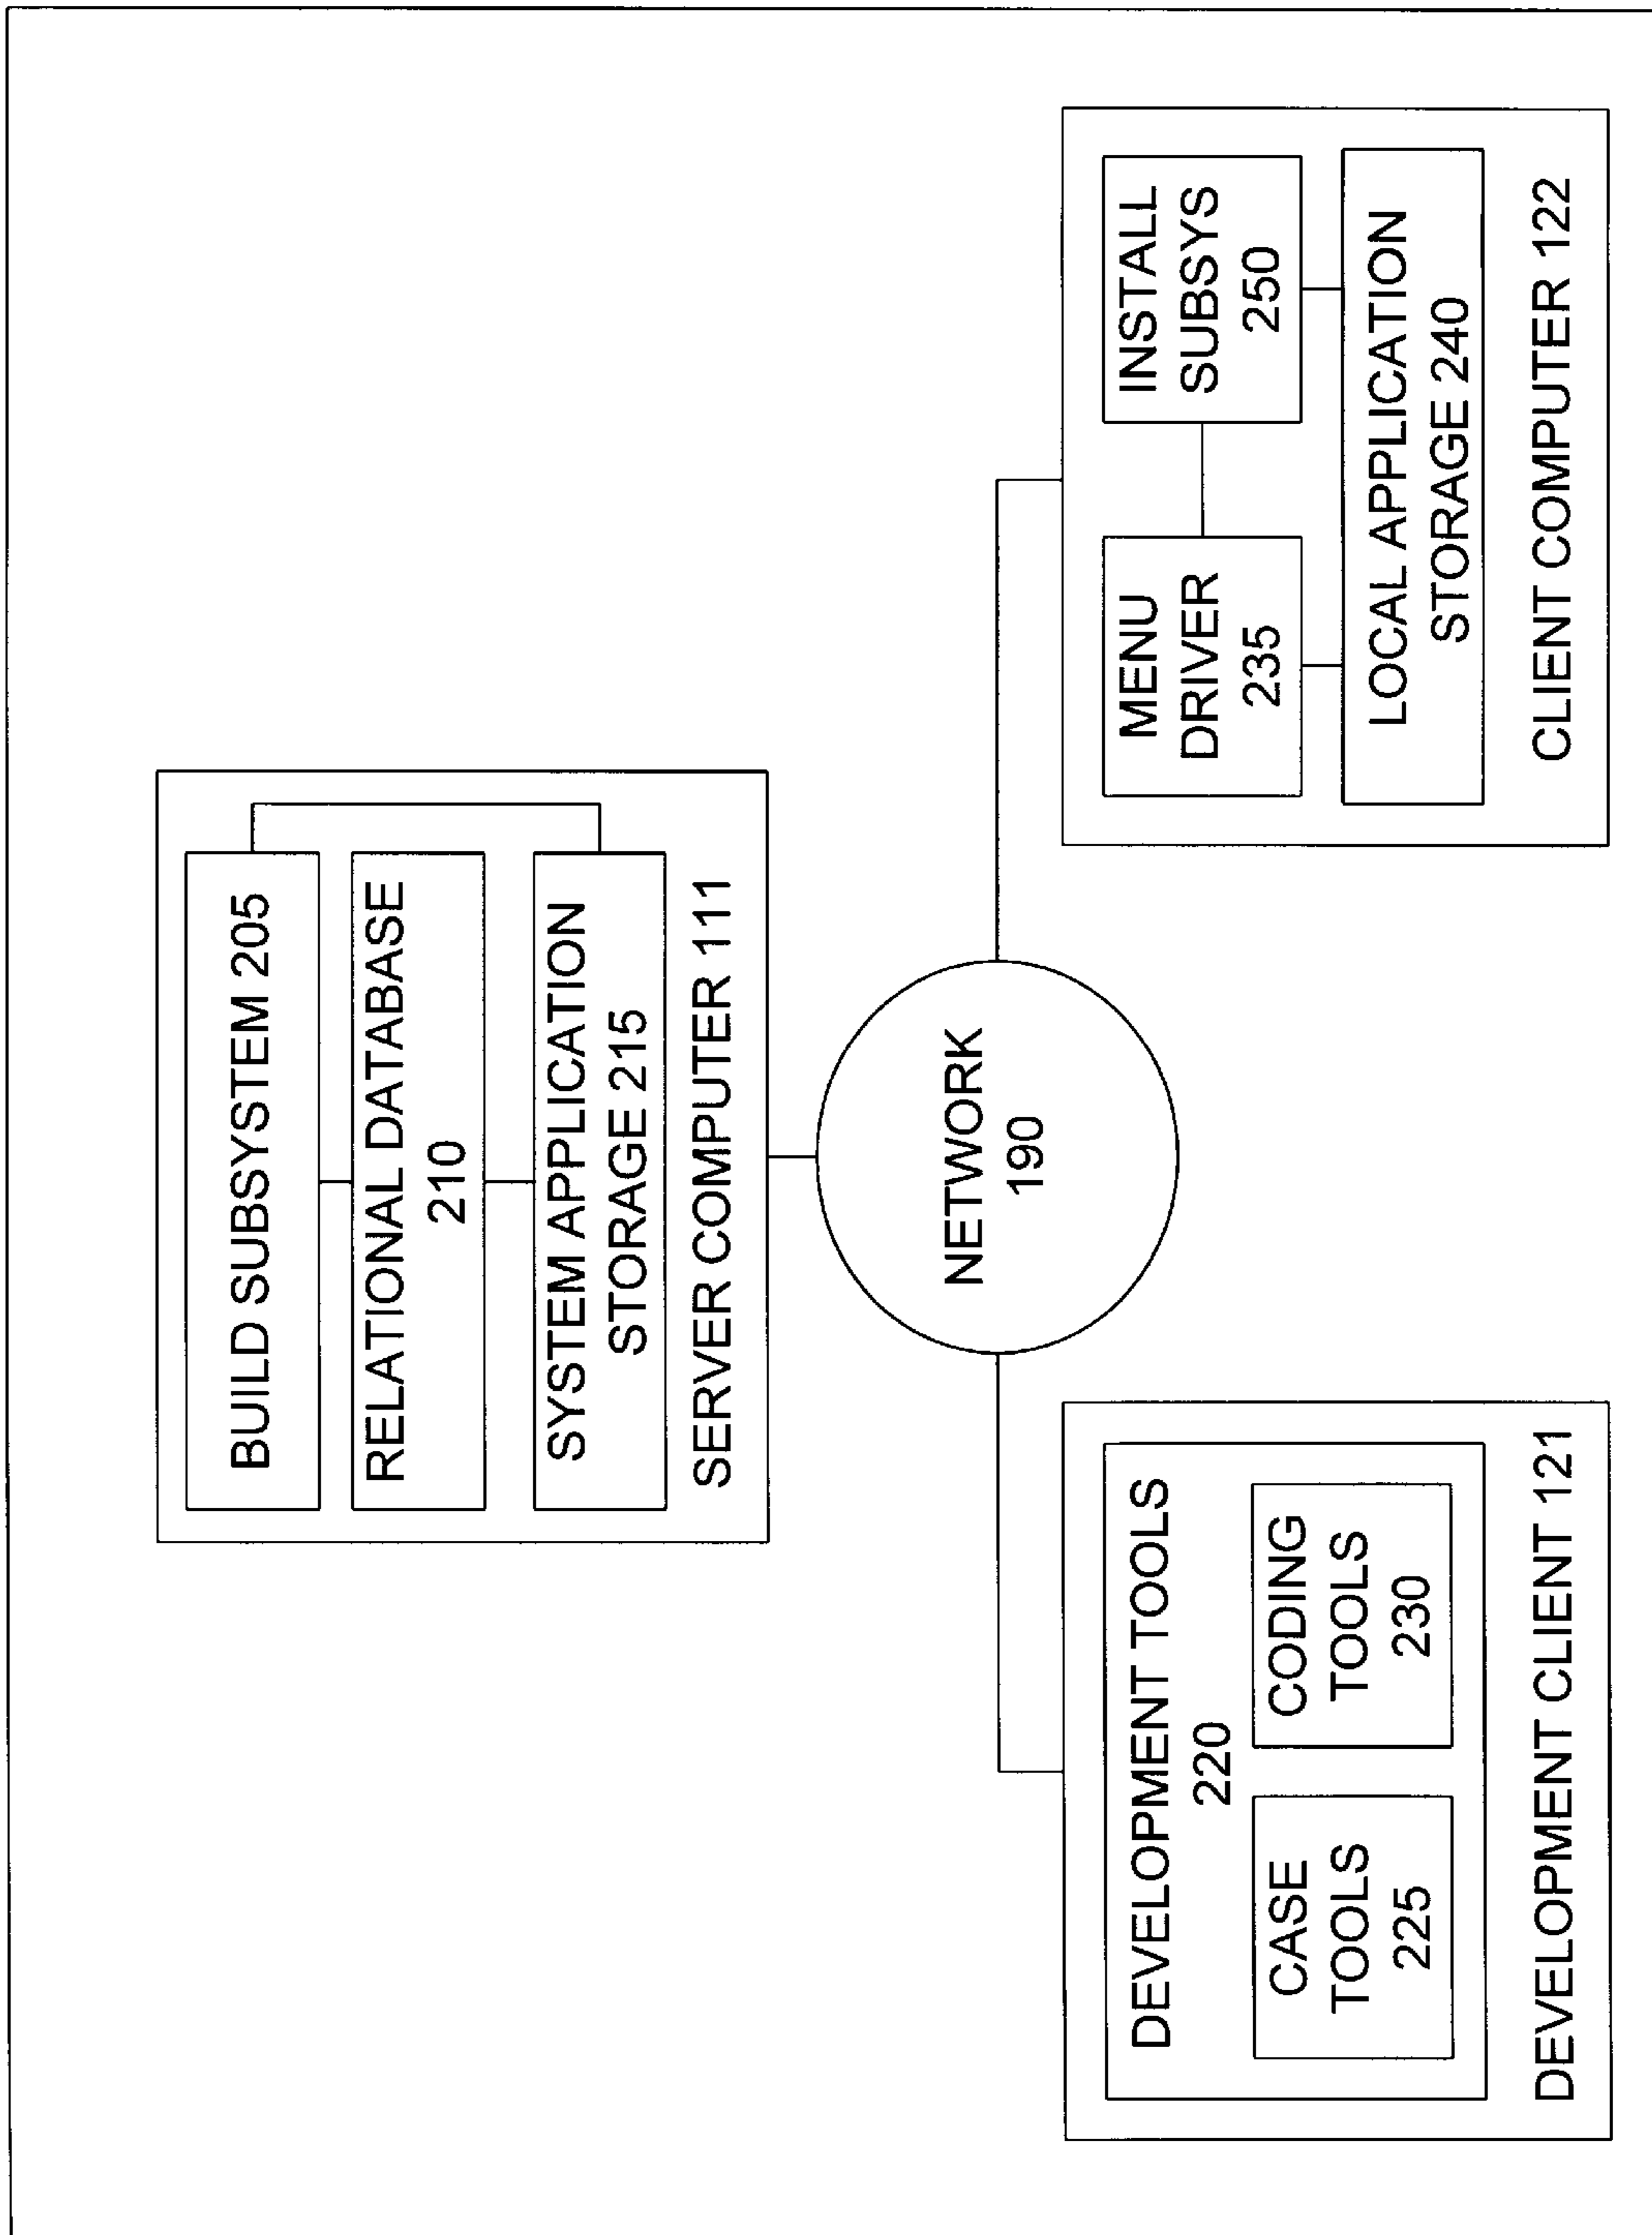 BUILD SUBSYSTEM 205
RELATIONAL DATABASE
210
SYSTEM APPLICATION
STORAGE 215
SERVER COMPUTER 111
NETWORK
190
DEVELOPMENT TOOLS
220
CASE
TOOLS
225
CODING
TOOLS
230
DEVELOPMENT CLIENT 121
MENU
DRIVER
235
INSTALL
SUBSYS
250
LOCAL APPLICATION
STORAGE 240
CLIENT COMPUTER 122